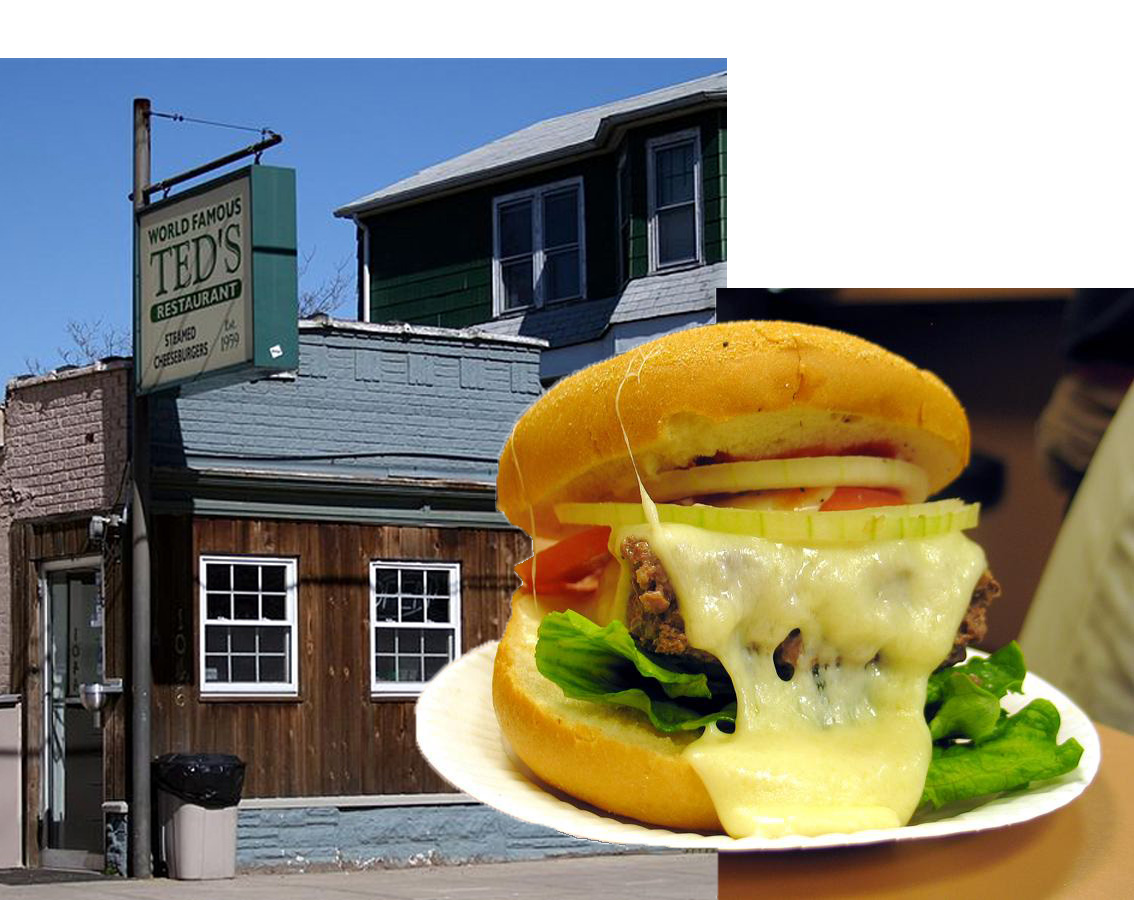 WORLD FAMOUS
TED'S
RESTAURANT
STEAMED
CHEESEBURGERS
Est.
1959